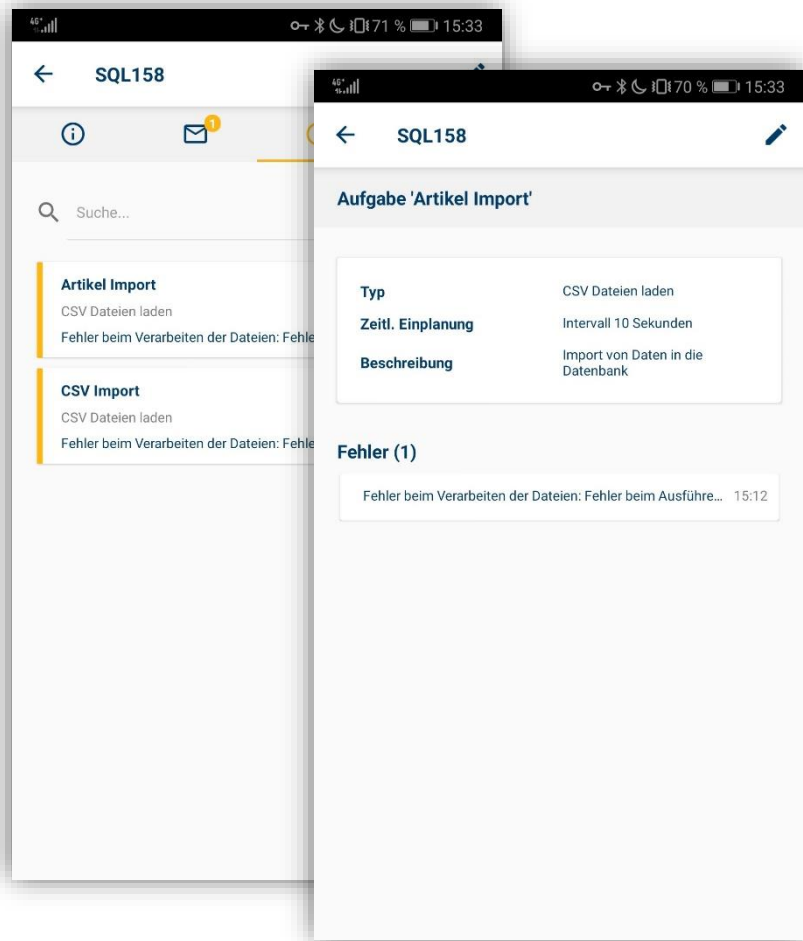 4G+ 71 % 15:33
SQL158
1
Suche...
Artikel Import
CSV Dateien laden
Fehler beim Verarbeiten der Dateien: Fehle
CSV Import
CSV Dateien laden
Fehler beim Verarbeiten der Dateien: Fehle
70 % 15:33
SQL158
Aufgabe 'Artikel Import'
Typ CSV Dateien laden
Zeitl. Einplanung Intervall 10 Sekunden
Beschreibung Import von Daten in die
Datenbank
Fehler (1)
Fehler beim Verarbeiten der Dateien: Fehler beim Ausführe... 15:12